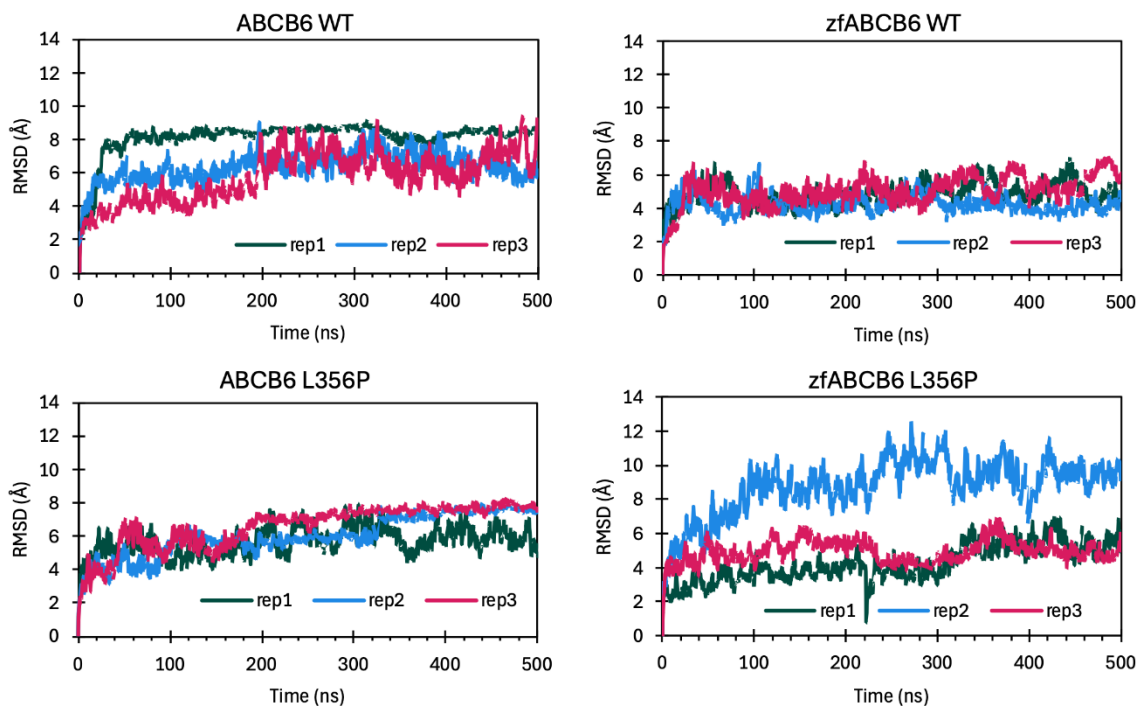 ABCB6 WT
14
12
10
8
6
4
2
0
RMSD (Å)
rep1 rep2 rep3
0 100 200 300 400 500
Time (ns)
zfABCB6 WT
14
12
10
8
6
4
2
0
RMSD (Å)
rep1 rep2 rep3
0 100 200 300 400 500
Time (ns)
ABCB6 L356P
14
12
10
8
6
4
2
0
RMSD (Å)
rep1 rep2 rep3
0 100 200 300 400 500
Time (ns)
zfABCB6 L356P
14
12
10
8
6
4
2
0
RMSD (Å)
rep1 rep2 rep3
0 100 200 300 400 500
Time (ns)